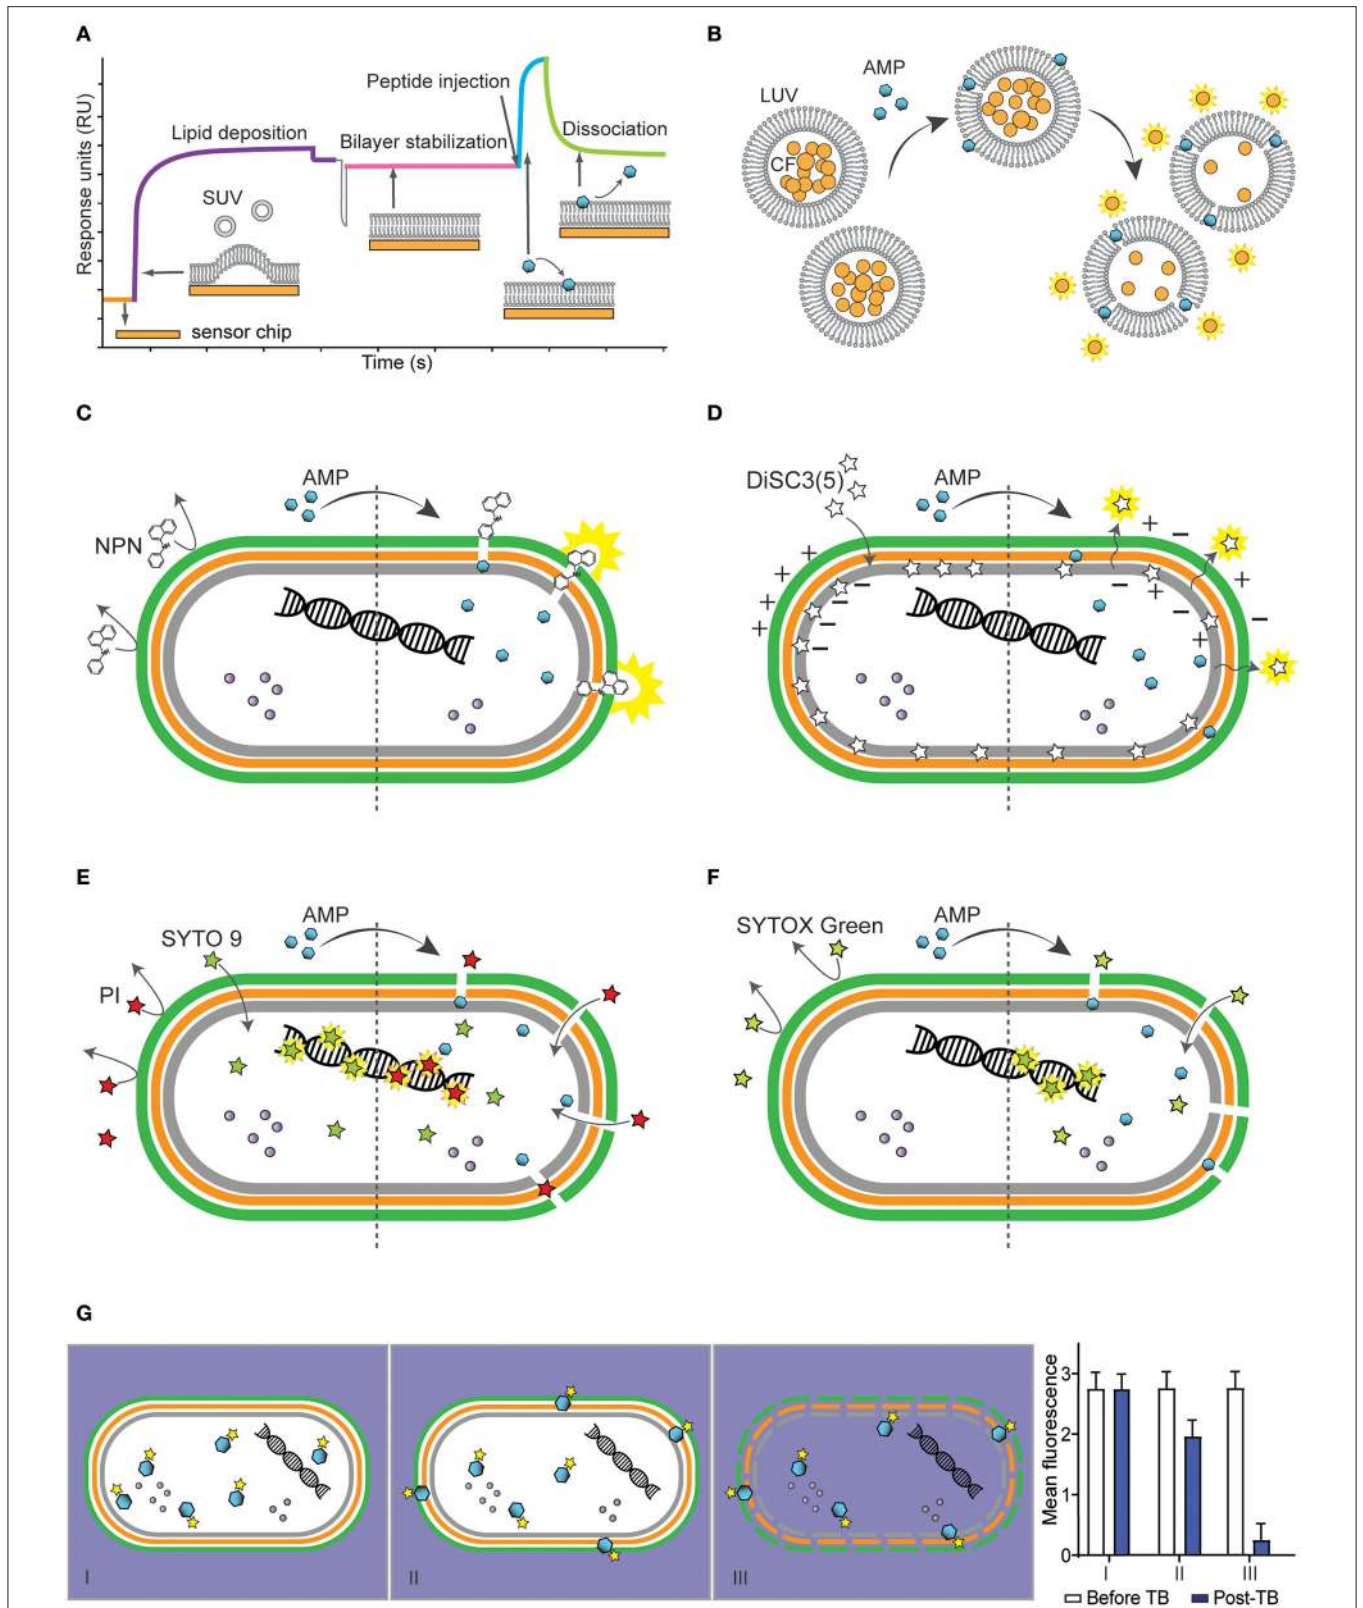 A
Response units (RU)
Lipid deposition
SUV
sensor chip
Bilayer stabilization
Peptide injection
Dissociation
Time (s)
B
AMP
LUV
CF
C
AMP
NPN
D
DiSC3(5)
AMP
+ + + +
− − − −
+ − + − + − + − + −
E
AMP
SYTO 9
PI
F
SYTOX Green
AMP
G
I
II
III
Mean fluorescence
3
2
1
0
I II III
Before TB Post-TB